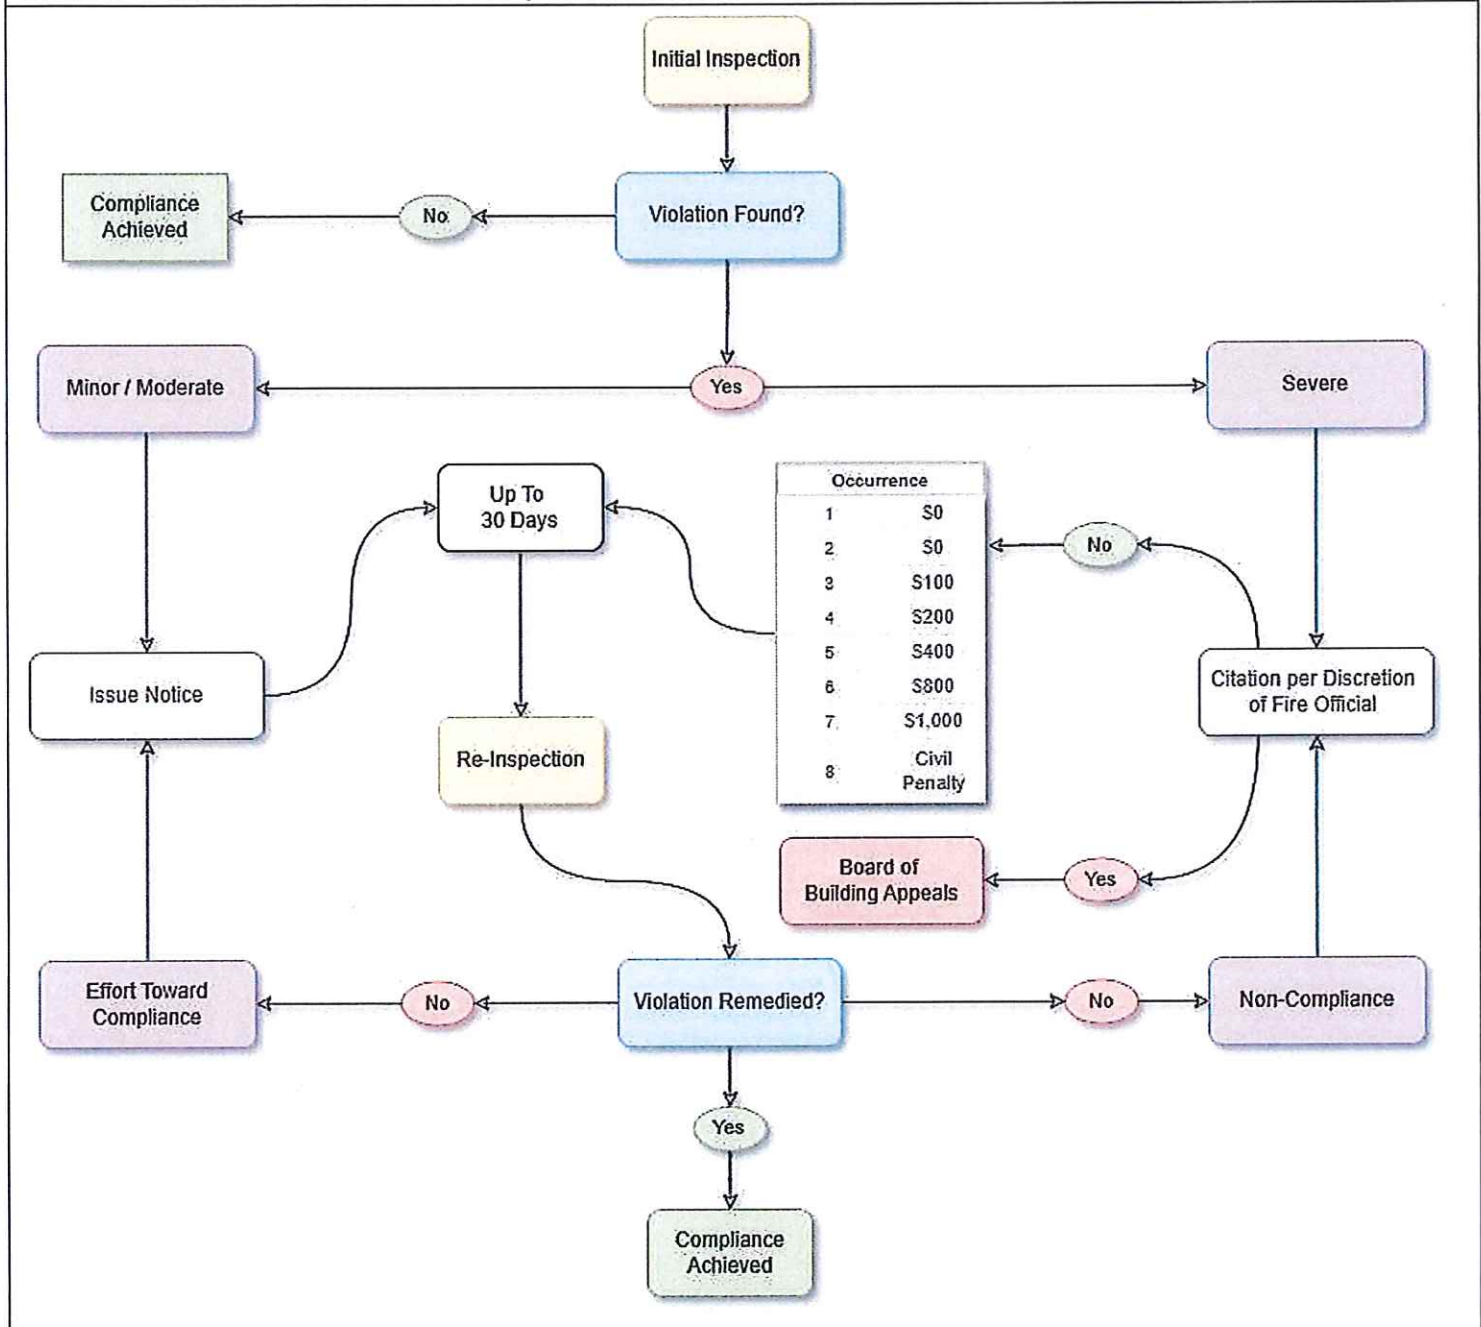 Initial Inspection
Compliance
Achieved
No
Violation Found?
Minor / Moderate
Yes
Severe
Up To
30 Days
Occurrence
1 $0
2 $0
3 $100
4 $200
5 $400
6 $800
7 $1,000
8 Civil
Penalty
No
Issue Notice
Citation per Discretion
of Fire Official
Re-Inspection
Board of
Building Appeals
Yes
Effort Toward
Compliance
No
Violation Remedied?
No
Non-Compliance
Yes
Compliance
Achieved